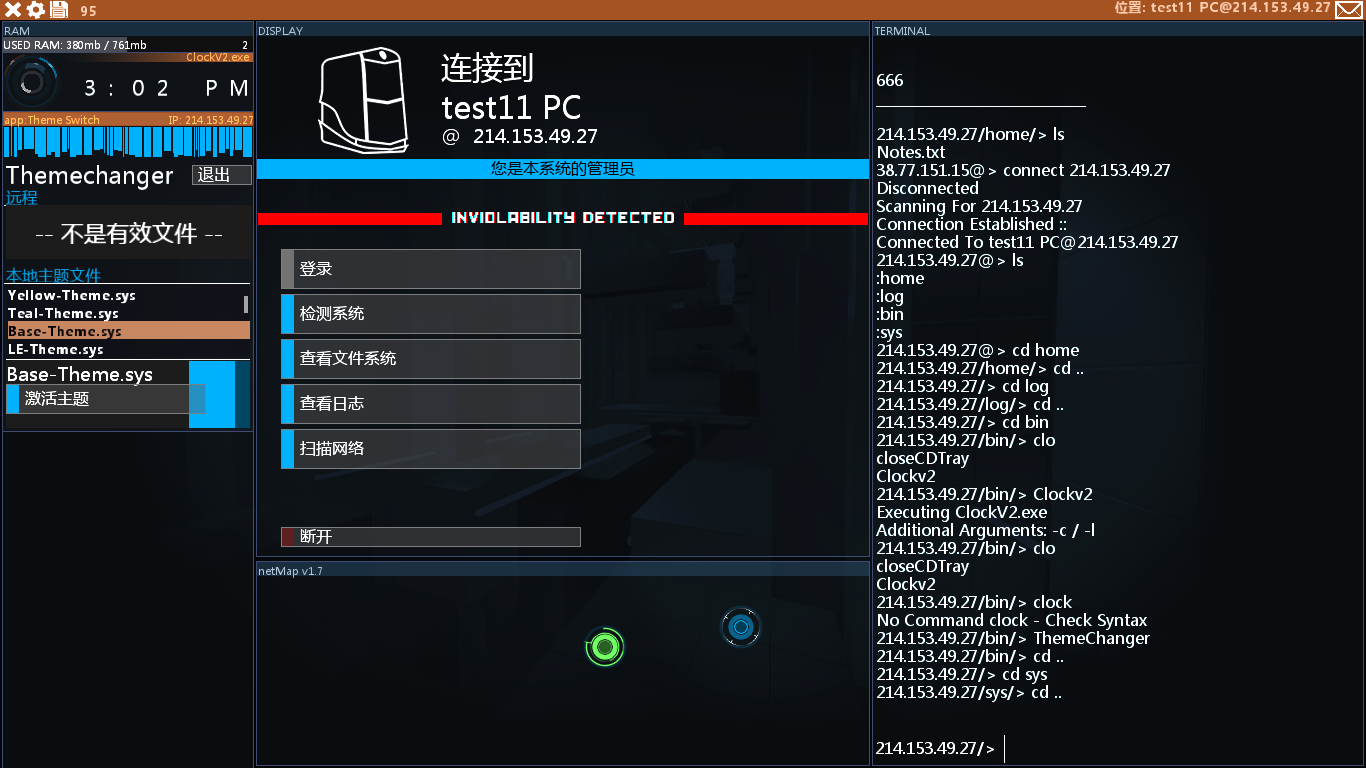 95
位置: test11 PC@214.153.49.27
RAM
USED RAM: 380mb / 761mb 2
ClockV2.exe
3 : 02 PM
app:Theme Switch IP: 214.153.49.27
Themechanger 退出
远程
-- 不是有效文件 --
本地主题文件
Yellow-Theme.sys
Teal-Theme.sys
Base-Theme.sys
LE-Theme.sys
Base-Theme.sys
激活主题
DISPLAY
连接到
test11 PC
@ 214.153.49.27
您是本系统的管理员
INVIOLABILITY DETECTED
登录
检测系统
查看文件系统
查看日志
扫描网络
断开
netMap v1.7
TERMINAL
666
214.153.49.27/home/> ls
Notes.txt
38.77.151.15@> connect 214.153.49.27
Disconnected
Scanning For 214.153.49.27
Connection Established ::
Connected To test11 PC@214.153.49.27
214.153.49.27@> ls
:home
:log
:bin
:sys
214.153.49.27@> cd home
214.153.49.27/home/> cd ..
214.153.49.27/> cd log
214.153.49.27/log/> cd ..
214.153.49.27/> cd bin
214.153.49.27/bin/> clo
closeCDTray
Clockv2
214.153.49.27/bin/> Clockv2
Executing ClockV2.exe
Additional Arguments: -c / -l
214.153.49.27/bin/> clo
closeCDTray
Clockv2
214.153.49.27/bin/> clock
No Command clock - Check Syntax
214.153.49.27/bin/> ThemeChanger
214.153.49.27/bin/> cd ..
214.153.49.27/> cd sys
214.153.49.27/sys/> cd ..
214.153.49.27/>